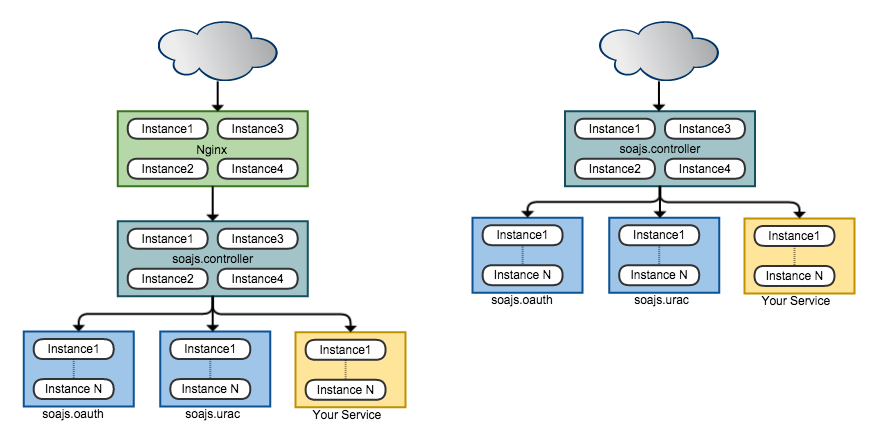 Instance1
Instance3
Nginx
Instance2
Instance4
Instance1
Instance3
soajs.controller
Instance2
Instance4
Instance1
Instance N
soajs.oauth
Instance1
Instance N
soajs.urac
Instance1
Instance N
Your Service
Instance1
Instance3
soajs.controller
Instance2
Instance4
Instance1
Instance N
soajs.oauth
Instance1
Instance N
soajs.urac
Instance1
Instance N
Your Service